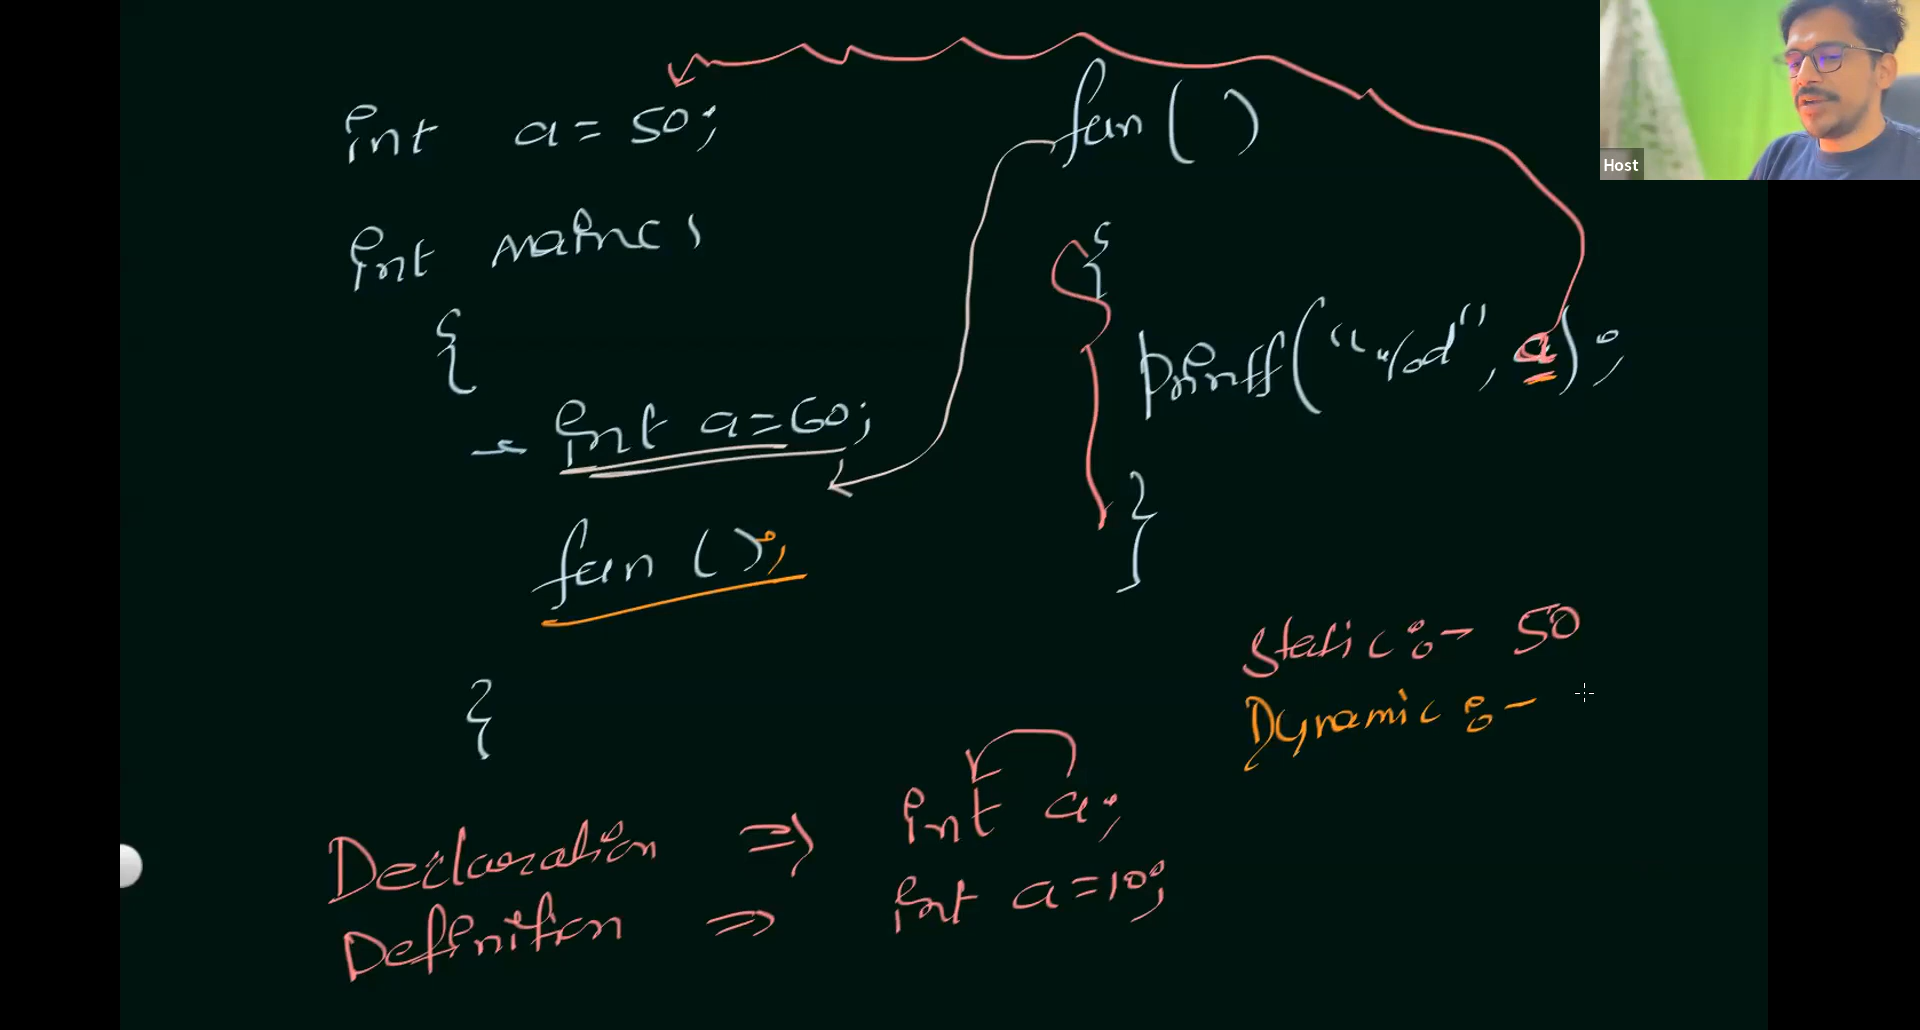 int a = 50;
int main( )
{
int a = 60;
fun ( );
}
fun ( )
{
printf("%d", a);
}
Static :- 50
Dynamic :-
Declaration => int a;
Definition => int a = 10;
Host